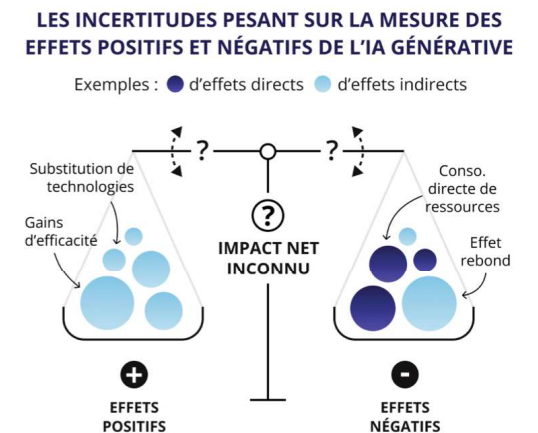 LES INCERTITUDES PESANT SUR LA MESURE DES
EFFETS POSITIFS ET NÉGATIFS DE L'IA GÉNÉRATIVE
Exemples : d'effets directs d'effets indirects
? ?
Substitution de
technologies
Gains
d'efficacité
?
IMPACT NET
INCONNU
Conso.
directe de
ressources
Effet
rebond
+
EFFETS
POSITIFS
-
EFFETS
NÉGATIFS